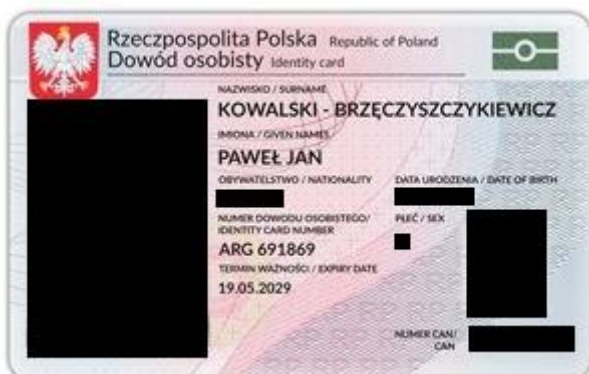 Rzeczpospolita Polska Republic of Poland
Dowód osobisty Identity card
NAZWISKO / SURNAME
KOWALSKI - BRZĘCZYSZCZYKIEWICZ
IMIONA / GIVEN NAMES
PAWEŁ JAN
OBYWATELSTWO / NATIONALITY DATA URODZENIA / DATE OF BIRTH
NUMER DOWODU OSOBISTEGO/ PŁEĆ / SEX
IDENTITY CARD NUMBER
ARG 691869
TERMIN WAŻNOŚCI / EXPIRY DATE
19.05.2029
NUMER CAN/
CAN